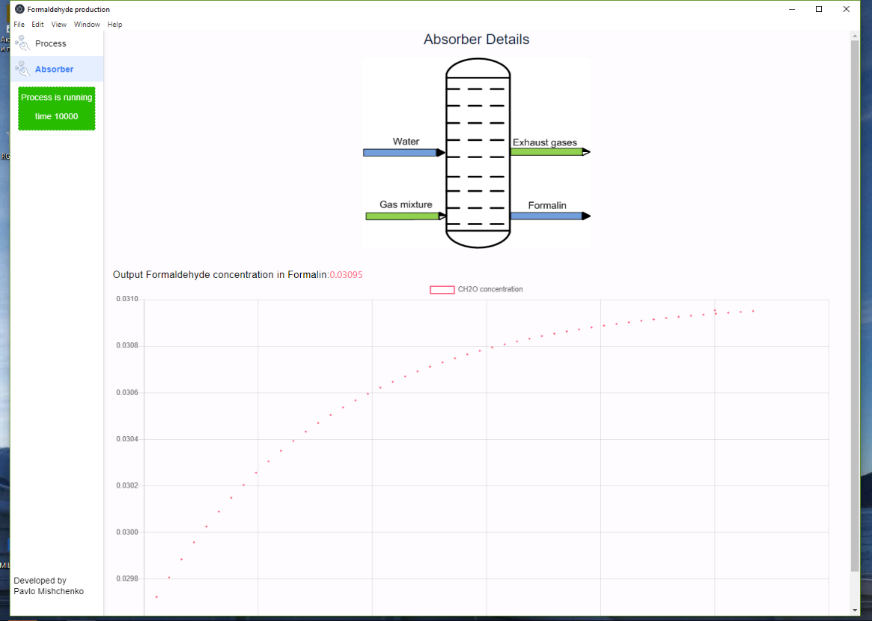 Formaldehyde production
File Edit View Window Help
Process
Absorber
Process is running
time 10000
Absorber Details
Water
Exhaust gases
Gas mixture
Formalin
Output Formaldehyde concentration in Formalin:0.03095
CH2O concentration
0.0310
0.0308
0.0306
0.0304
0.0302
0.0300
0.0298
Developed by
Pavlo Mishchenko